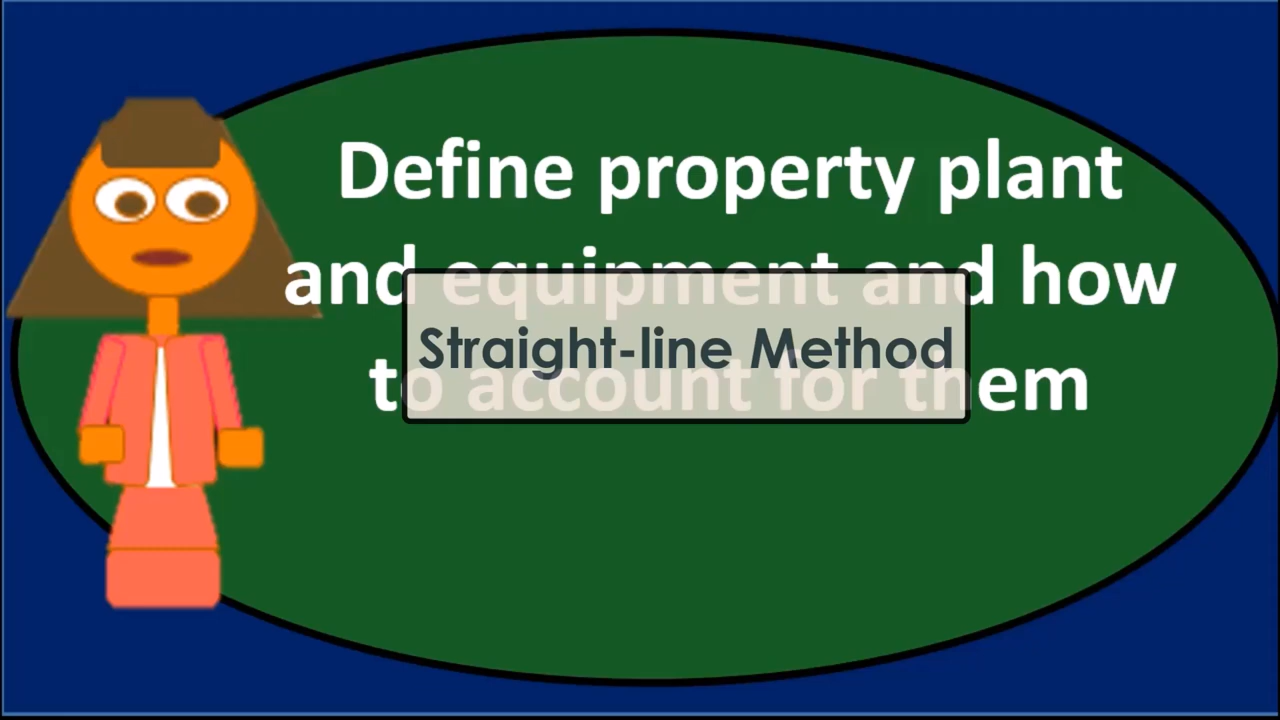 Define property plant
and equipment and how
to account for them
Straight-line Method